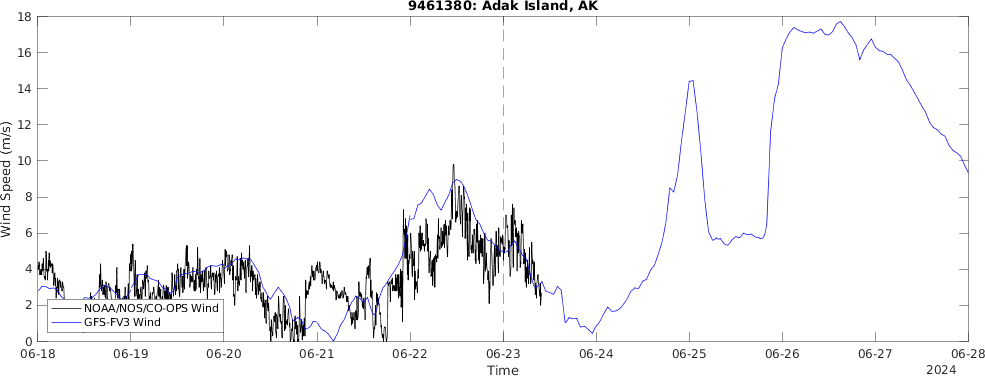 9461380: Adak Island, AK
18
16
14
12
10
8
6
4
2
0
Wind Speed (m/s)
NOAA/NOS/CO-OPS Wind
GFS-FV3 Wind
06-18 06-19 06-20 06-21 06-22 06-23 06-24 06-25 06-26 06-27 06-28
Time
2024